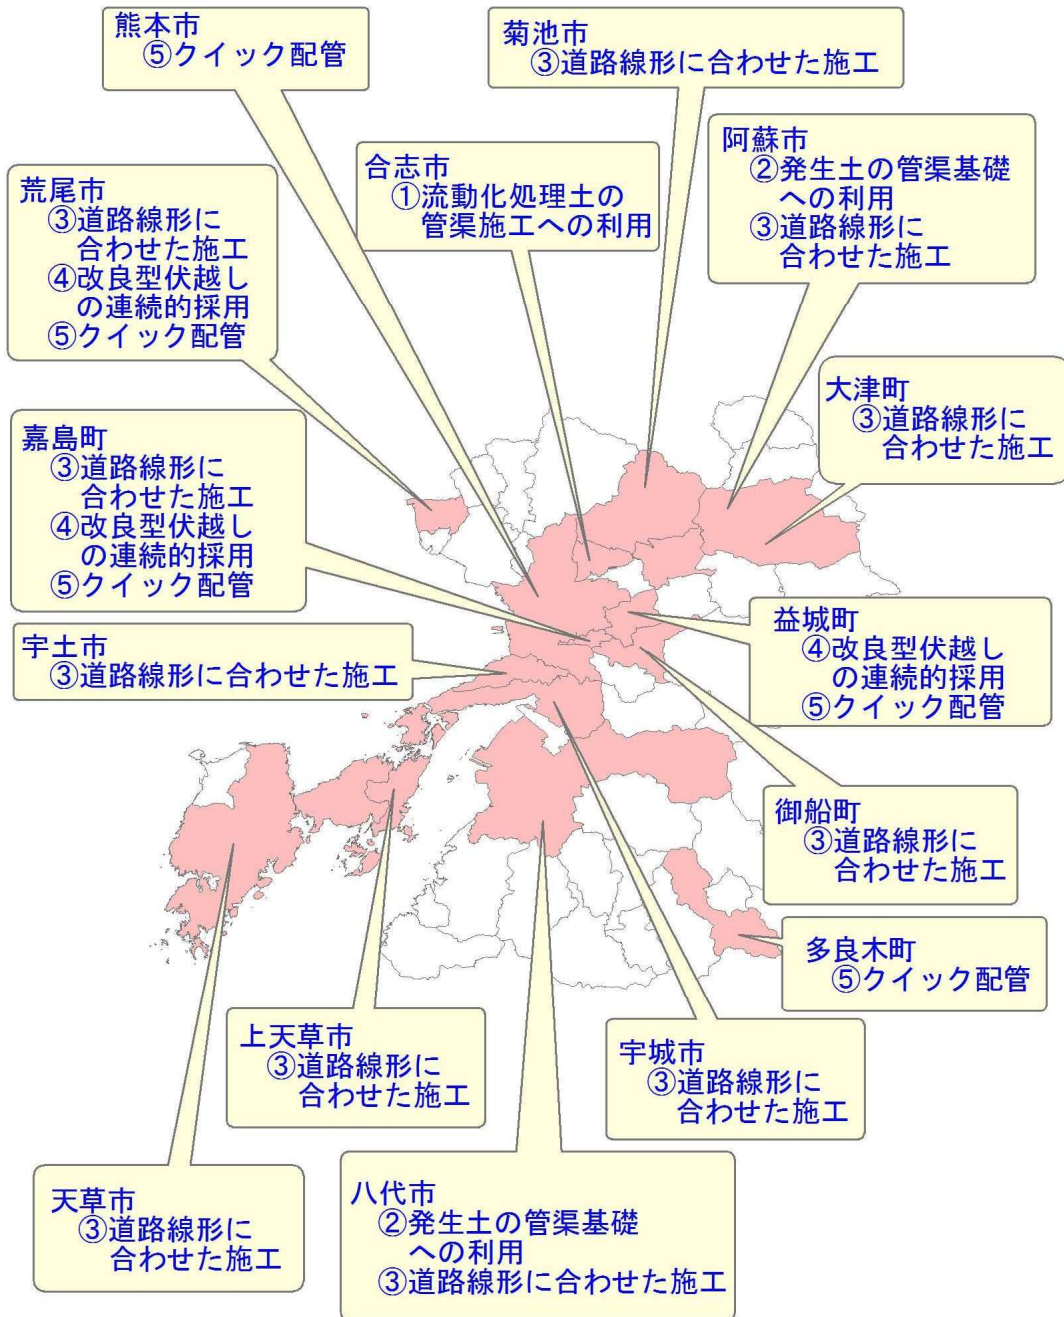 熊本市
⑤クイック配管
菊池市
③道路線形に合わせた施工
阿蘇市
②発生土の管渠基礎
への利用
③道路線形に
合わせた施工
合志市
①流動化処理土の
管渠施工への利用
荒尾市
③道路線形に
合わせた施工
④改良型伏越し
の連続的採用
⑤クイック配管
大津町
③道路線形に
合わせた施工
嘉島町
③道路線形に
合わせた施工
④改良型伏越し
の連続的採用
⑤クイック配管
益城町
④改良型伏越し
の連続的採用
⑤クイック配管
宇土市
③道路線形に合わせた施工
御船町
③道路線形に
合わせた施工
多良木町
⑤クイック配管
上天草市
③道路線形に
合わせた施工
宇城市
③道路線形に
合わせた施工
天草市
③道路線形に
合わせた施工
八代市
②発生土の管渠基礎
への利用
③道路線形に合わせた施工